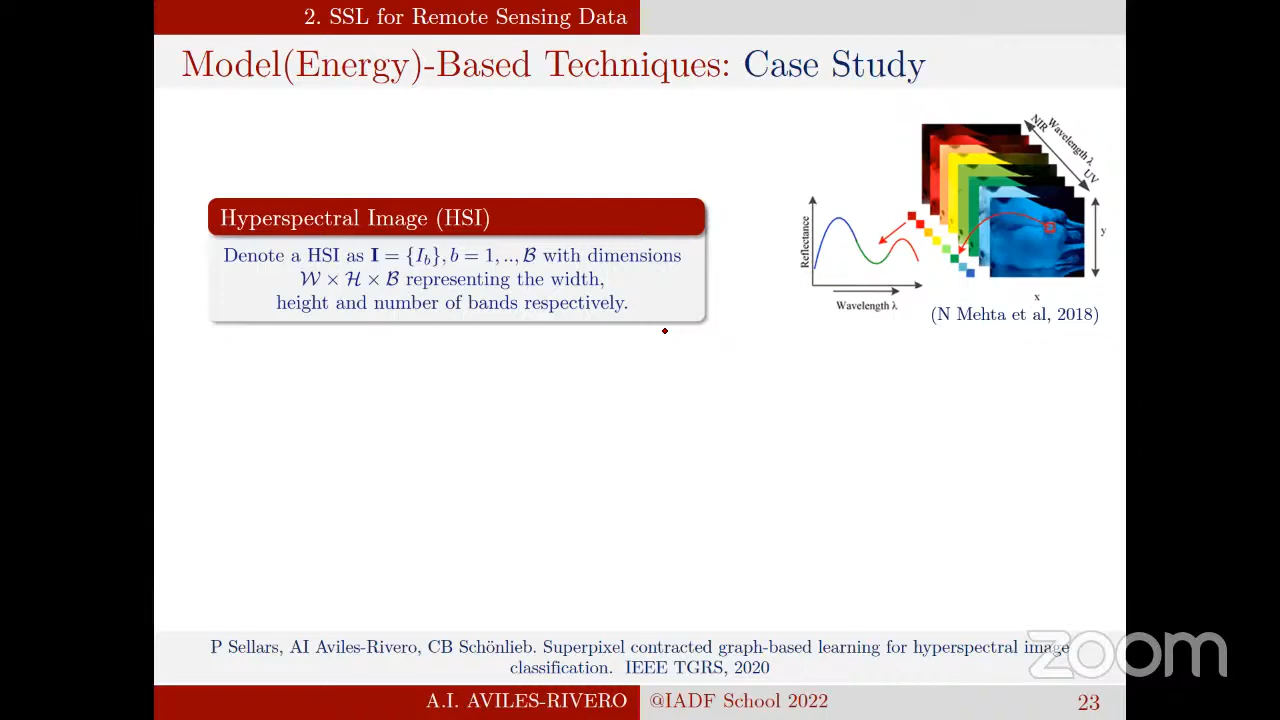 2. SSL for Remote Sensing Data
Model(Energy)-Based Techniques: Case Study
Hyperspectral Image (HSI)
Denote a HSI as I = {I_b}, b = 1, .., B with dimensions
W × H × B representing the width,
height and number of bands respectively.
Reflectance
Wavelength λ
NIR
Wavelength λ
UV
y
x
(N Mehta et al, 2018)
P Sellars, AI Aviles-Rivero, CB Schönlieb. Superpixel contracted graph-based learning for hyperspectral image
classification. IEEE TGRS, 2020
zoom
A.I. AVILES-RIVERO @IADF School 2022 23